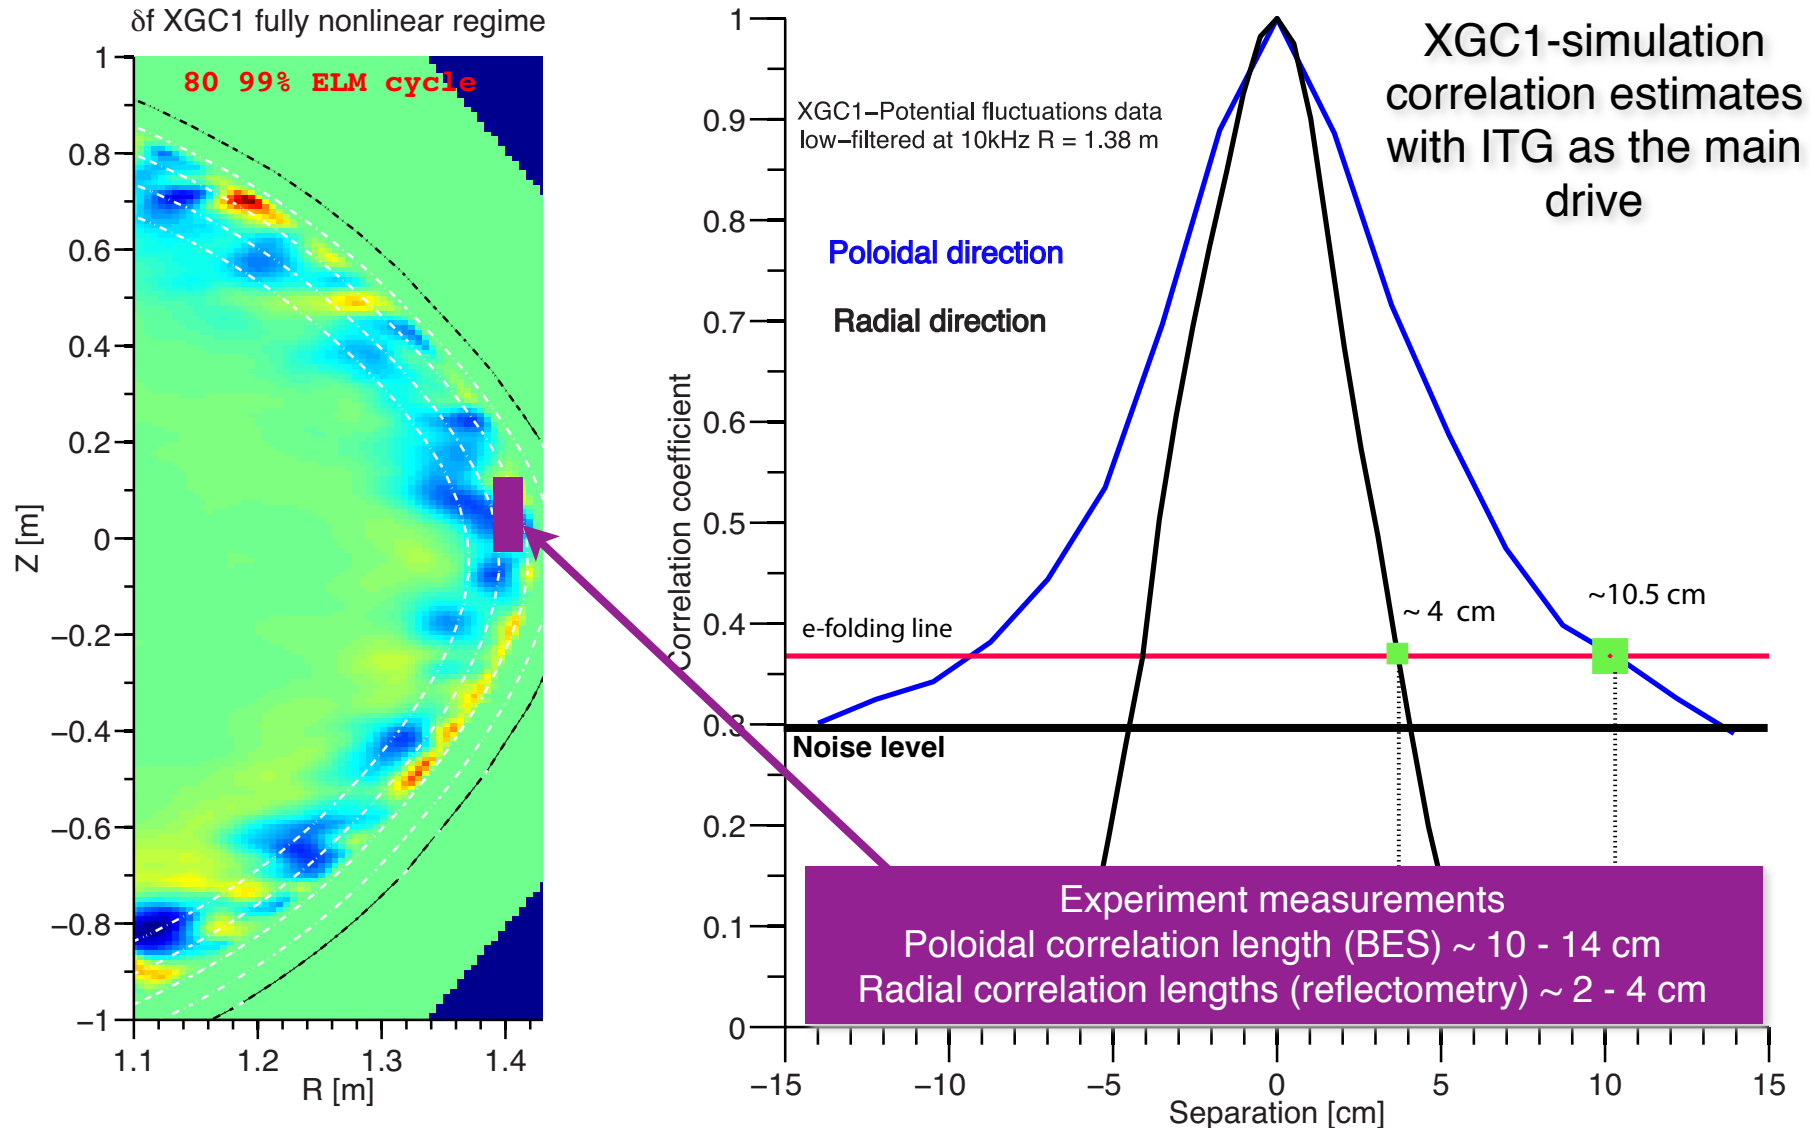 δf XGC1 fully nonlinear regime
80 99% ELM cycle
1
0.8
0.6
0.4
0.2
0
−0.2
−0.4
−0.6
−0.8
−1
Z [m]
1.1
1.2
1.3
1.4
R [m]
XGC1-simulation
correlation estimates
with ITG as the main
drive
XGC1−Potential fluctuations data
low−filtered at 10kHz R = 1.38 m
Poloidal direction
Radial direction
1
0.9
0.8
0.7
0.6
0.5
0.4
0.3
0.2
0.1
0
Correlation coefficient
e-folding line
~ 4 cm
~10.5 cm
Noise level
Experiment measurements
Poloidal correlation length (BES) ~ 10 - 14 cm
Radial correlation lengths (reflectometry) ~ 2 - 4 cm
−15
−10
−5
0
5
10
15
Separation [cm]